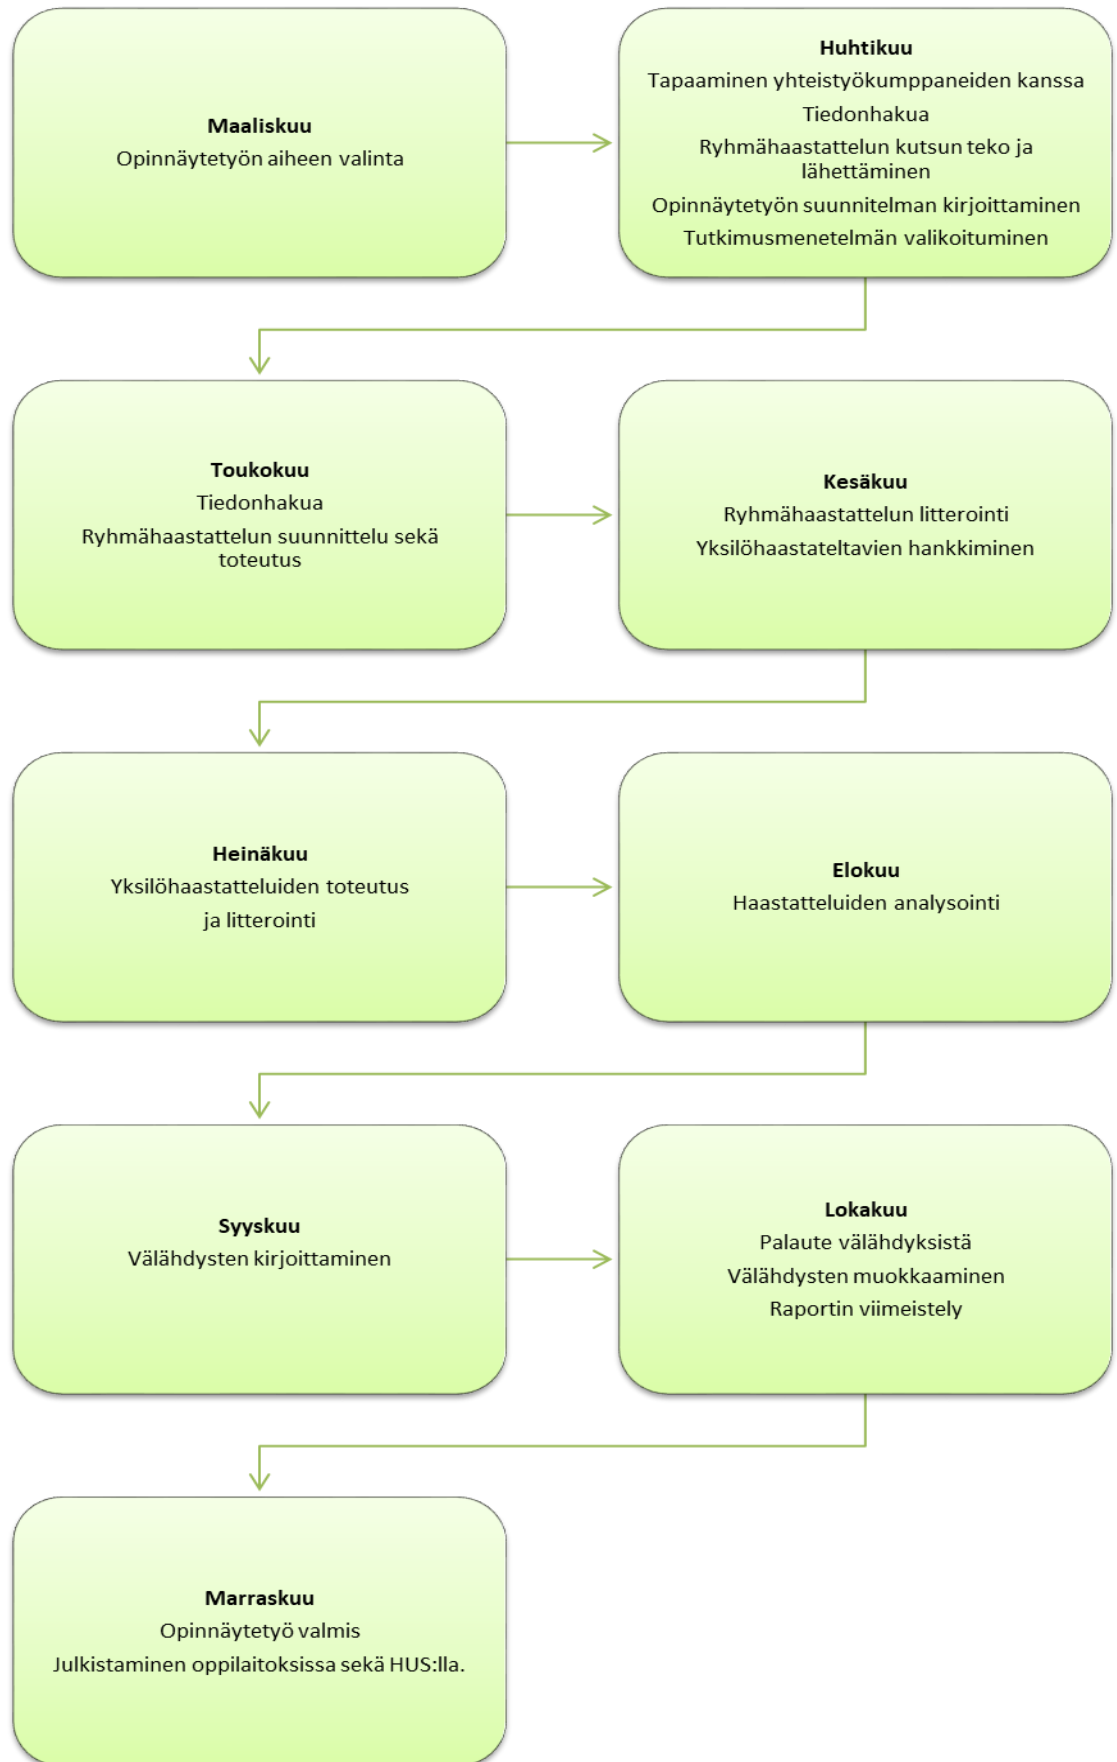 Maaliskuu
Opinnäytetyön aiheen valinta
Huhtikuu
Tapaaminen yhteistyökumppaneiden kanssa
Tiedonhakua
Ryhmähaastattelun kutsun teko ja
lähettäminen
Opinnäytetyön suunnitelman kirjoittaminen
Tutkimusmenetelmän valikoituminen
Toukokuu
Tiedonhakua
Ryhmähaastattelun suunnittelu sekä
toteutus
Kesäkuu
Ryhmähaastattelun litterointi
Yksilöhaastateltavien hankkiminen
Heinäkuu
Yksilöhaastatteluiden toteutus
ja litterointi
Elokuu
Haastatteluiden analysointi
Syyskuu
Välähdysten kirjoittaminen
Lokakuu
Palaute välähdyksistä
Välähdysten muokkaaminen
Raportin viimeistely
Marraskuu
Opinnäytetyö valmis
Julkistaminen oppilaitoksissa sekä HUS:lla.